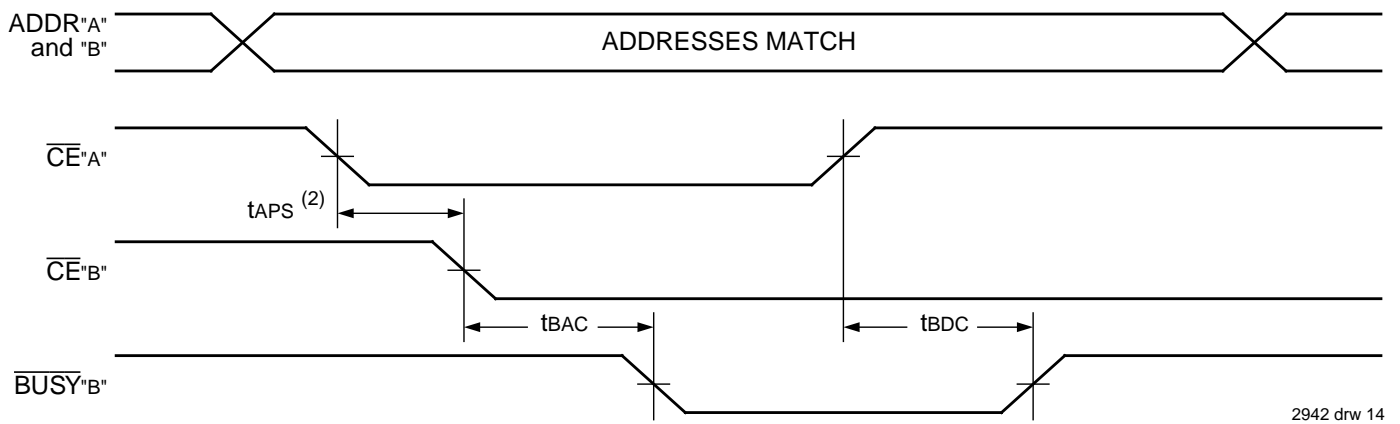 ADDR"A"
and "B"
ADDRESSES MATCH
CE"A"
tAPS (2)
CE"B"
tBAC
tBDC
BUSY"B"
2942 drw 14